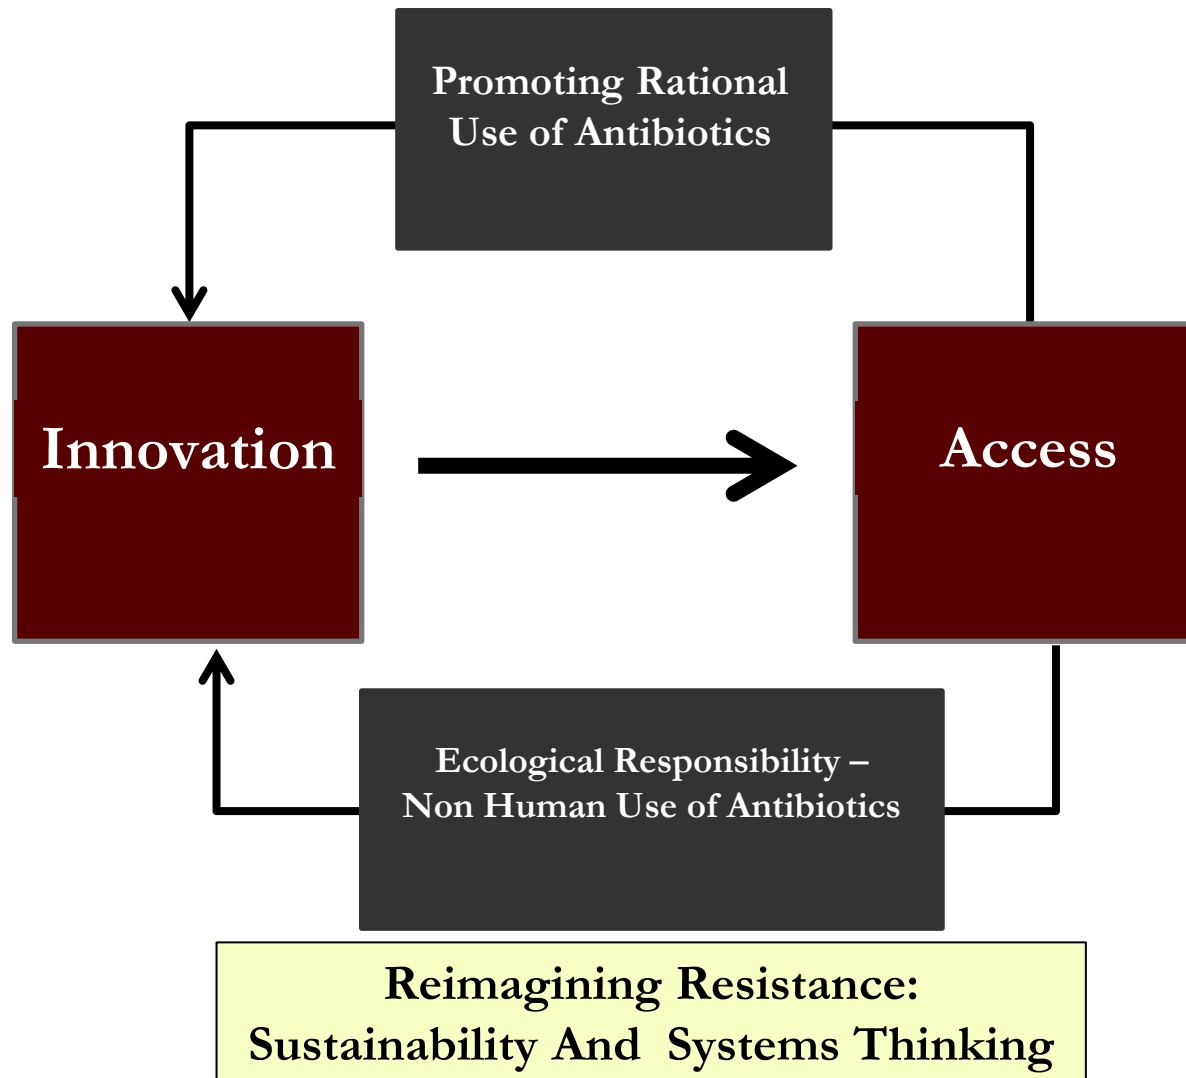 Promoting Rational
Use of Antibiotics
Innovation
Access
Ecological Responsibility –
Non Human Use of Antibiotics
Reimagining Resistance:
Sustainability And  Systems Thinking